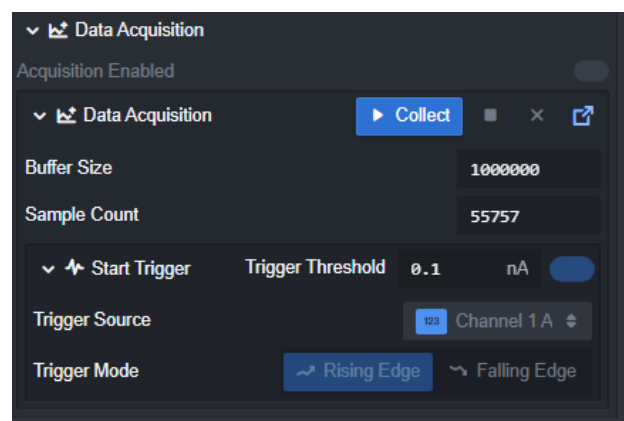 Data Acquisition
Acquisition Enabled
Data Acquisition Collect
Buffer Size 1000000
Sample Count 55757
Start Trigger Trigger Threshold 0.1 nA
Trigger Source 123 Channel 1 A
Trigger Mode Rising Edge Falling Edge